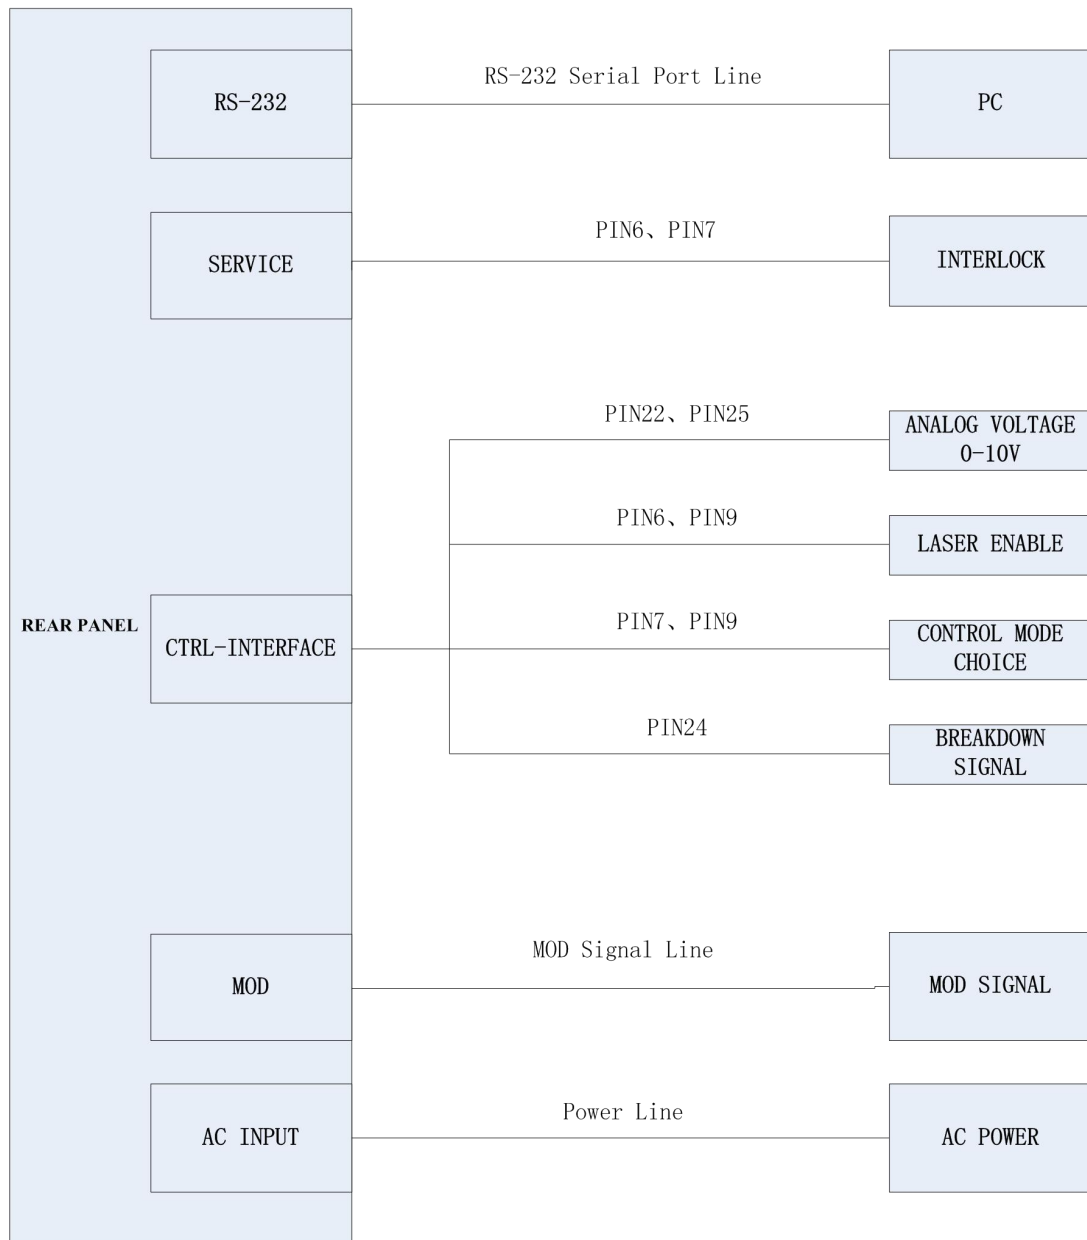 RS-232
RS-232 Serial Port Line
PC
SERVICE
PIN6、PIN7
INTERLOCK
PIN22、PIN25
ANALOG VOLTAGE
0-10V
PIN6、PIN9
LASER ENABLE
REAR PANEL
CTRL-INTERFACE
PIN7、PIN9
CONTROL MODE
CHOICE
PIN24
BREAKDOWN
SIGNAL
MOD
MOD Signal Line
MOD SIGNAL
AC INPUT
Power Line
AC POWER